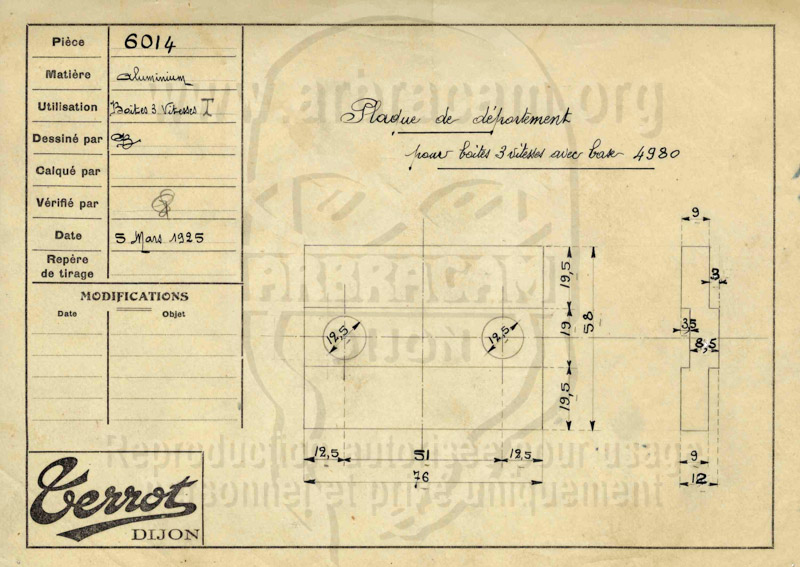 Pièce 6014
Matière aluminium
Utilisation Boites 3 Vitesses I
Dessiné par
Calqué par
Vérifié par
Date 5 Mars 1925
Repère
de tirage
MODIFICATIONS
Date Objet
www.arbracam.org
Plaque de déportement
pour boites 3 vitesses avec base 4980
ARBRACAM
DIJON
9
19,5
19
19,5
58
3
3,5
8,5
12,5
12,5
12,5
51
12,5
76
9
12
Reproduction autorisée pour usage
personnel et privé uniquement
Terrot
DIJON